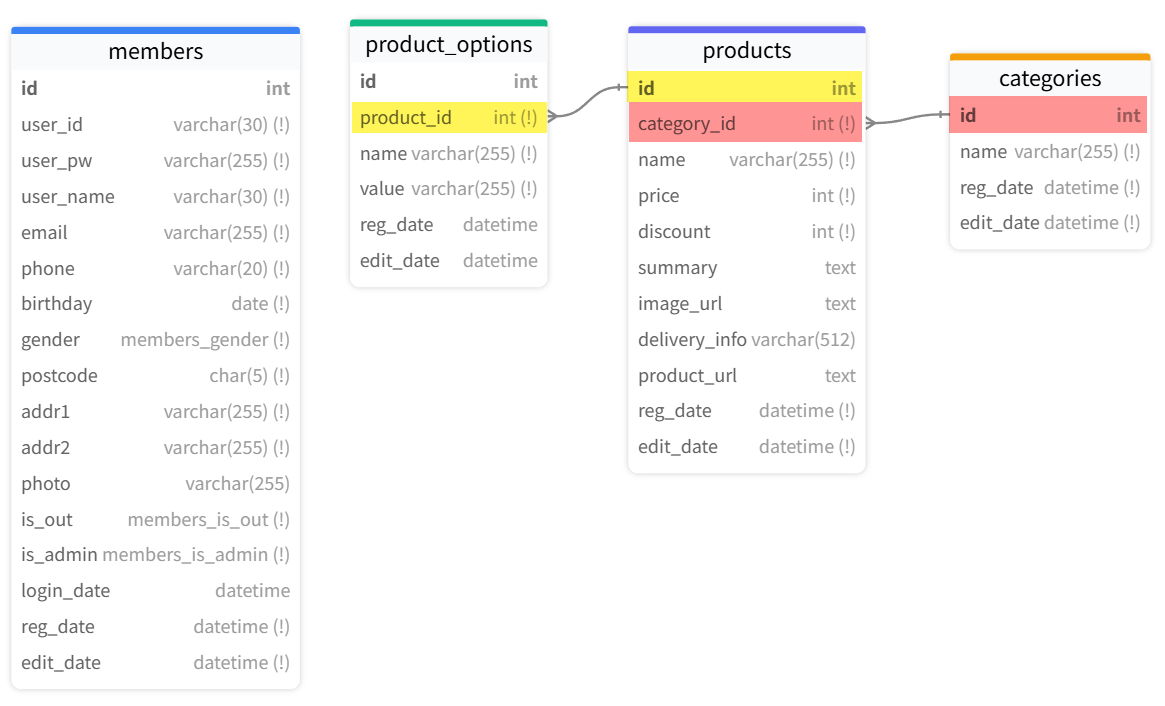 members
id int
user_id varchar(30) (!)
user_pw varchar(255) (!)
user_name varchar(30) (!)
email varchar(255) (!)
phone varchar(20) (!)
birthday date (!)
gender members_gender (!)
postcode char(5) (!)
addr1 varchar(255) (!)
addr2 varchar(255) (!)
photo varchar(255)
is_out members_is_out (!)
is_admin members_is_admin (!)
login_date datetime
reg_date datetime (!)
edit_date datetime (!)
product_options
id int
product_id int (!)
name varchar(255) (!)
value varchar(255) (!)
reg_date datetime
edit_date datetime
products
id int
category_id int (!)
name varchar(255) (!)
price int (!)
discount int (!)
summary text
image_url text
delivery_info varchar(512)
product_url text
reg_date datetime (!)
edit_date datetime (!)
categories
id int
name varchar(255) (!)
reg_date datetime (!)
edit_date datetime (!)